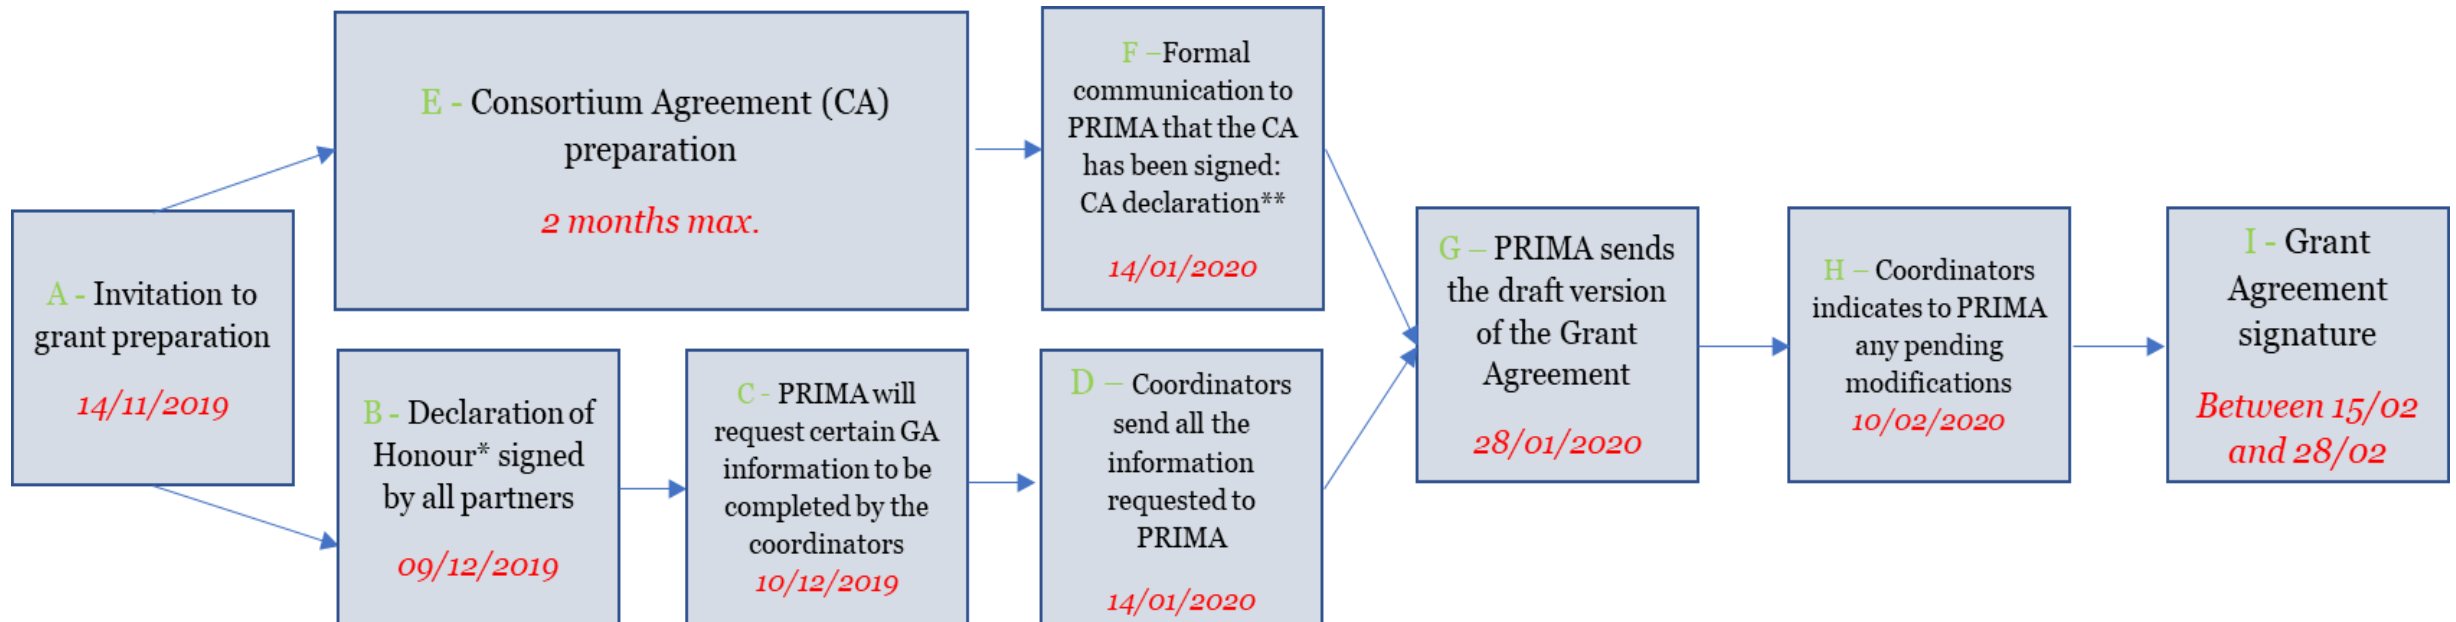 A - Invitation to
grant preparation
14/11/2019
E - Consortium Agreement (CA)
preparation
2 months max.
F –Formal
communication to
PRIMA that the CA
has been signed:
CA declaration**
14/01/2020
B - Declaration of
Honour* signed
by all partners
09/12/2019
C - PRIMA will
request certain GA
information to be
completed by the
coordinators
10/12/2019
D – Coordinators
send all the
information
requested to
PRIMA
14/01/2020
G – PRIMA sends
the draft version
of the Grant
Agreement
28/01/2020
H – Coordinators
indicates to PRIMA
any pending
modifications
10/02/2020
I - Grant
Agreement
signature
Between 15/02
and 28/02